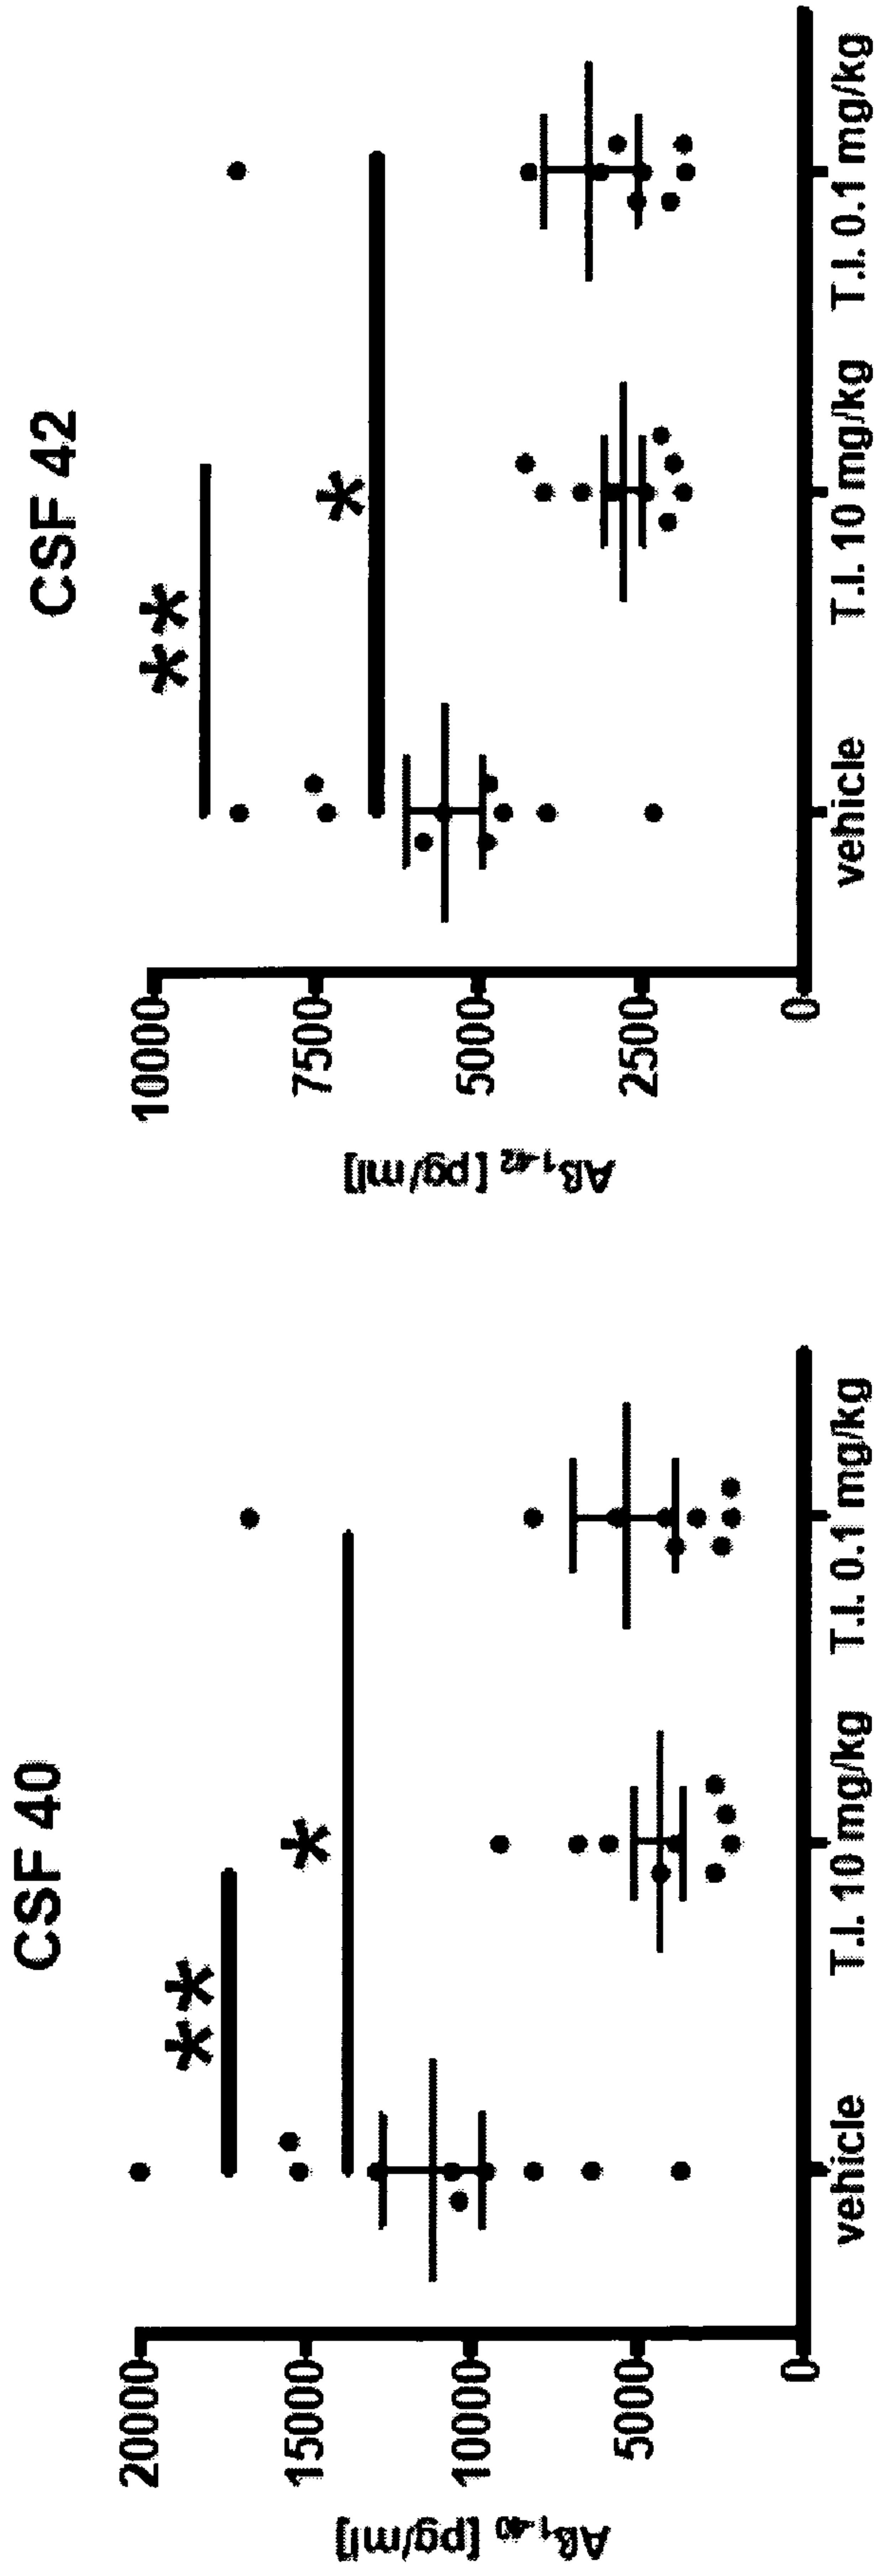 CSF 40
Aβ1-40 [pg/ml]
20000
15000
10000
5000
0
**
*
vehicle
T.I. 10 mg/kg
T.I. 0.1 mg/kg
CSF 42
Aβ1-42 [pg/ml]
10000
7500
5000
2500
0
**
*
vehicle
T.I. 10 mg/kg
T.I. 0.1 mg/kg